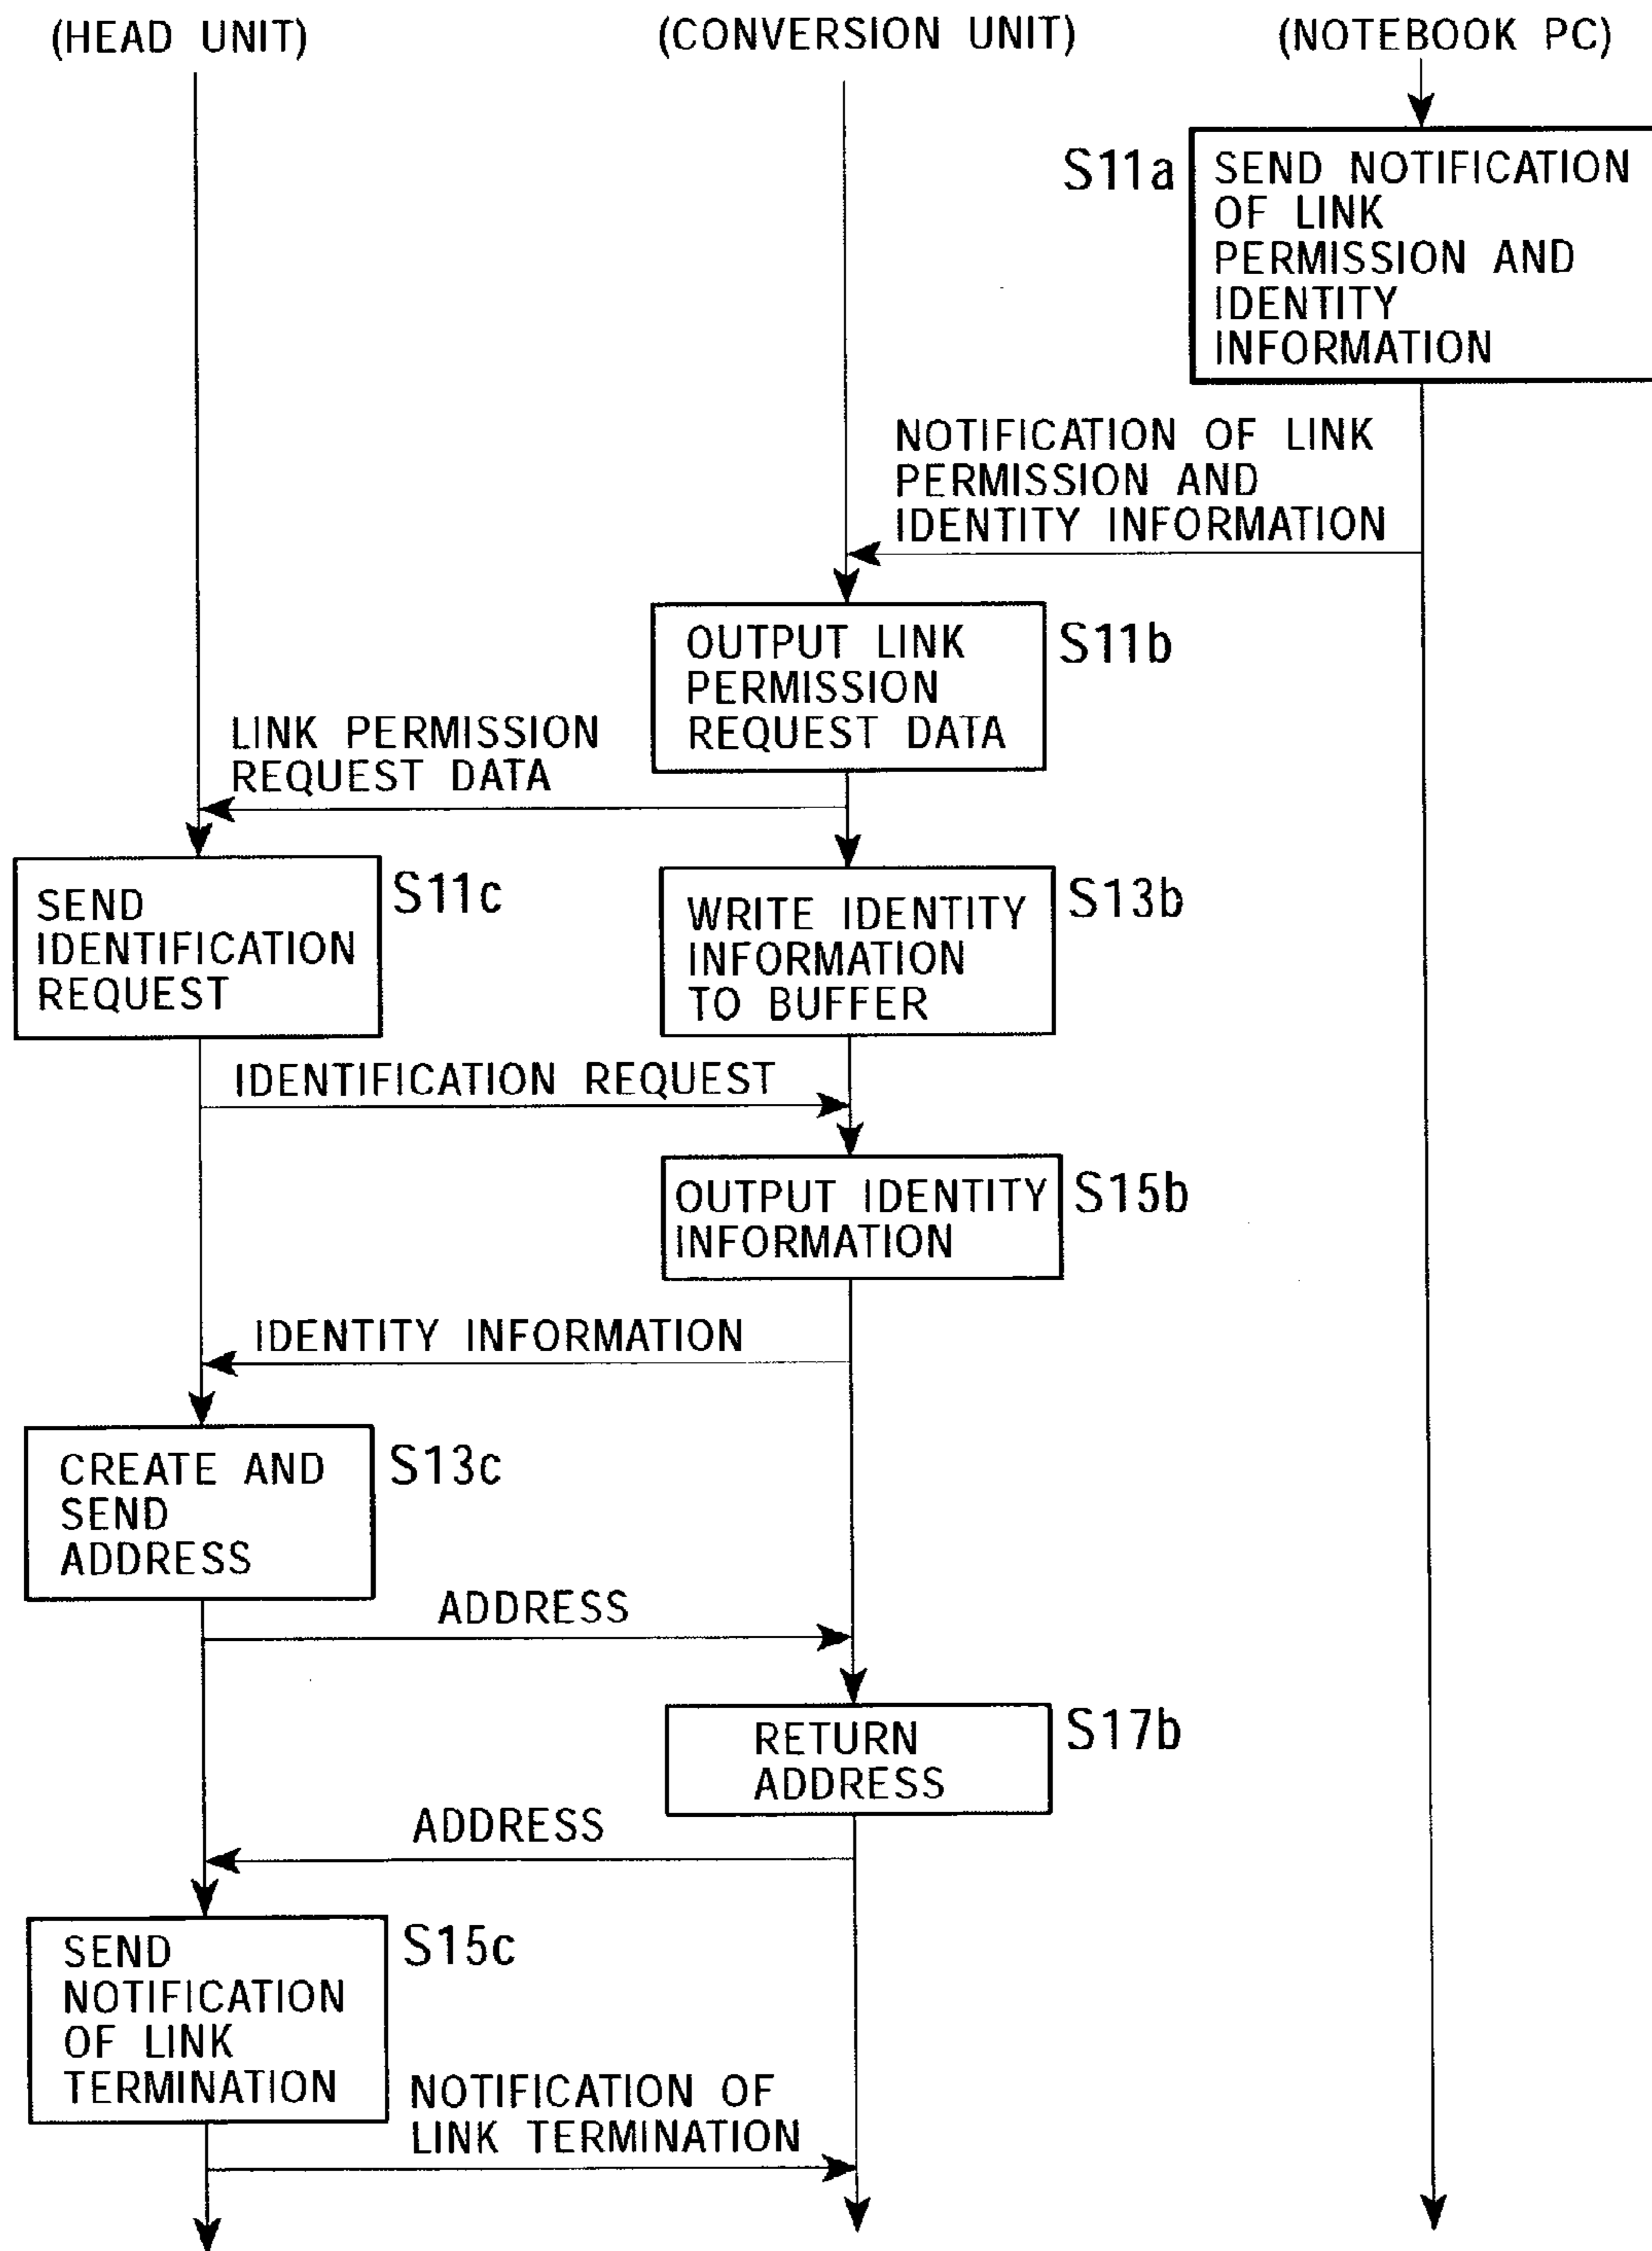 (HEAD UNIT)
(CONVERSION UNIT)
(NOTEBOOK PC)
S11a
SEND NOTIFICATION
OF LINK
PERMISSION AND
IDENTITY
INFORMATION
NOTIFICATION OF LINK
PERMISSION AND
IDENTITY INFORMATION
OUTPUT LINK
PERMISSION
REQUEST DATA
S11b
LINK PERMISSION
REQUEST DATA
SEND
IDENTIFICATION
REQUEST
S11c
WRITE IDENTITY
INFORMATION
TO BUFFER
S13b
IDENTIFICATION REQUEST
OUTPUT IDENTITY
INFORMATION
S15b
IDENTITY INFORMATION
CREATE AND
SEND
ADDRESS
S13c
ADDRESS
RETURN
ADDRESS
S17b
ADDRESS
SEND
NOTIFICATION
OF LINK
TERMINATION
S15c
NOTIFICATION OF
LINK TERMINATION